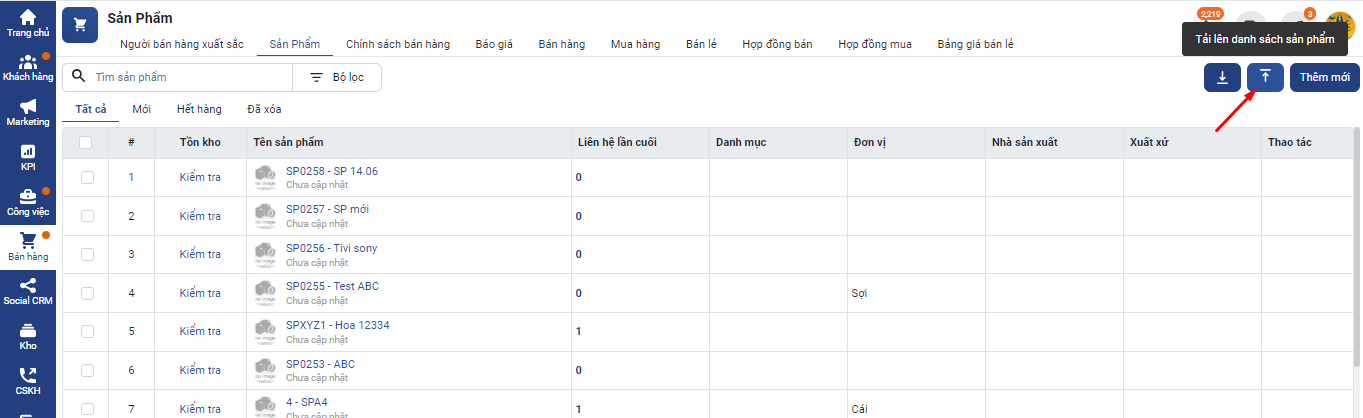 Trang chủ
Khách hàng
Marketing
KPI
Công việc
Bán hàng
Social CRM
Kho
CSKH
Sản Phẩm
2,219
3
Người bán hàng xuất sắc Sản Phẩm Chính sách bán hàng Báo giá Bán hàng Mua hàng Bán lẻ Hợp đồng bán Hợp đồng mua Bảng giá bán lẻ
Tải lên danh sách sản phẩm
Tìm sản phẩm Bộ lọc Thêm mới
Tất cả Mới Hết hàng Đã xóa
# Tồn kho Tên sản phẩm Liên hệ lần cuối Danh mục Đơn vị Nhà sản xuất Xuất xứ Thao tác
1 Kiểm tra SP0258 - SP 14.06 0
Chưa cập nhật
2 Kiểm tra SP0257 - SP mới 0
Chưa cập nhật
3 Kiểm tra SP0256 - Tivi sony 0
Chưa cập nhật
4 Kiểm tra SP0255 - Test ABC 0 Sợi
Chưa cập nhật
5 Kiểm tra SPXYZ1 - Hoa 12334 1
Chưa cập nhật
6 Kiểm tra SP0253 - ABC 0
Chưa cập nhật
7 Kiểm tra 4 - SPA4 1 Cái
Chưa cập nhật